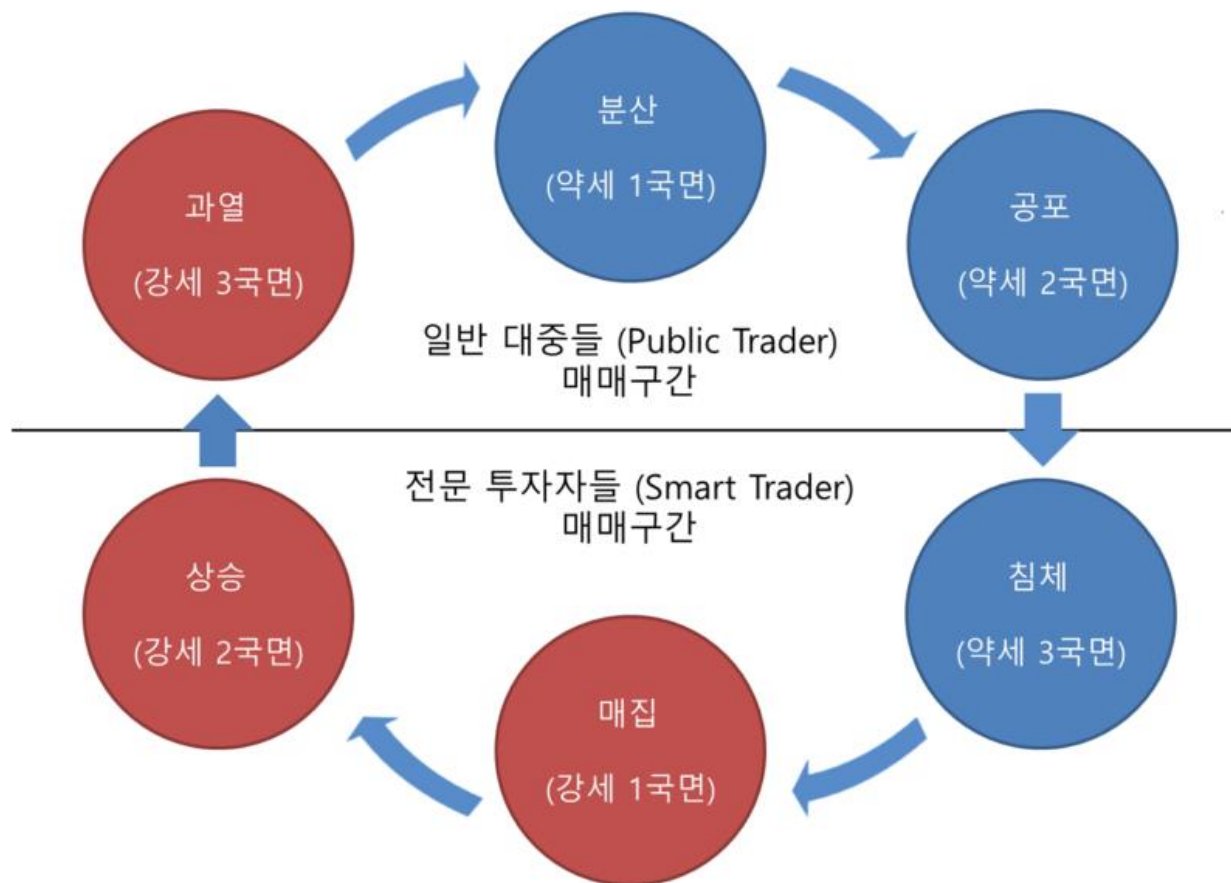 분산
(약세 1국면)
과열
(강세 3국면)
공포
(약세 2국면)
일반 대중들 (Public Trader)
매매구간
전문 투자자들 (Smart Trader)
매매구간
상승
(강세 2국면)
침체
(약세 3국면)
매집
(강세 1국면)